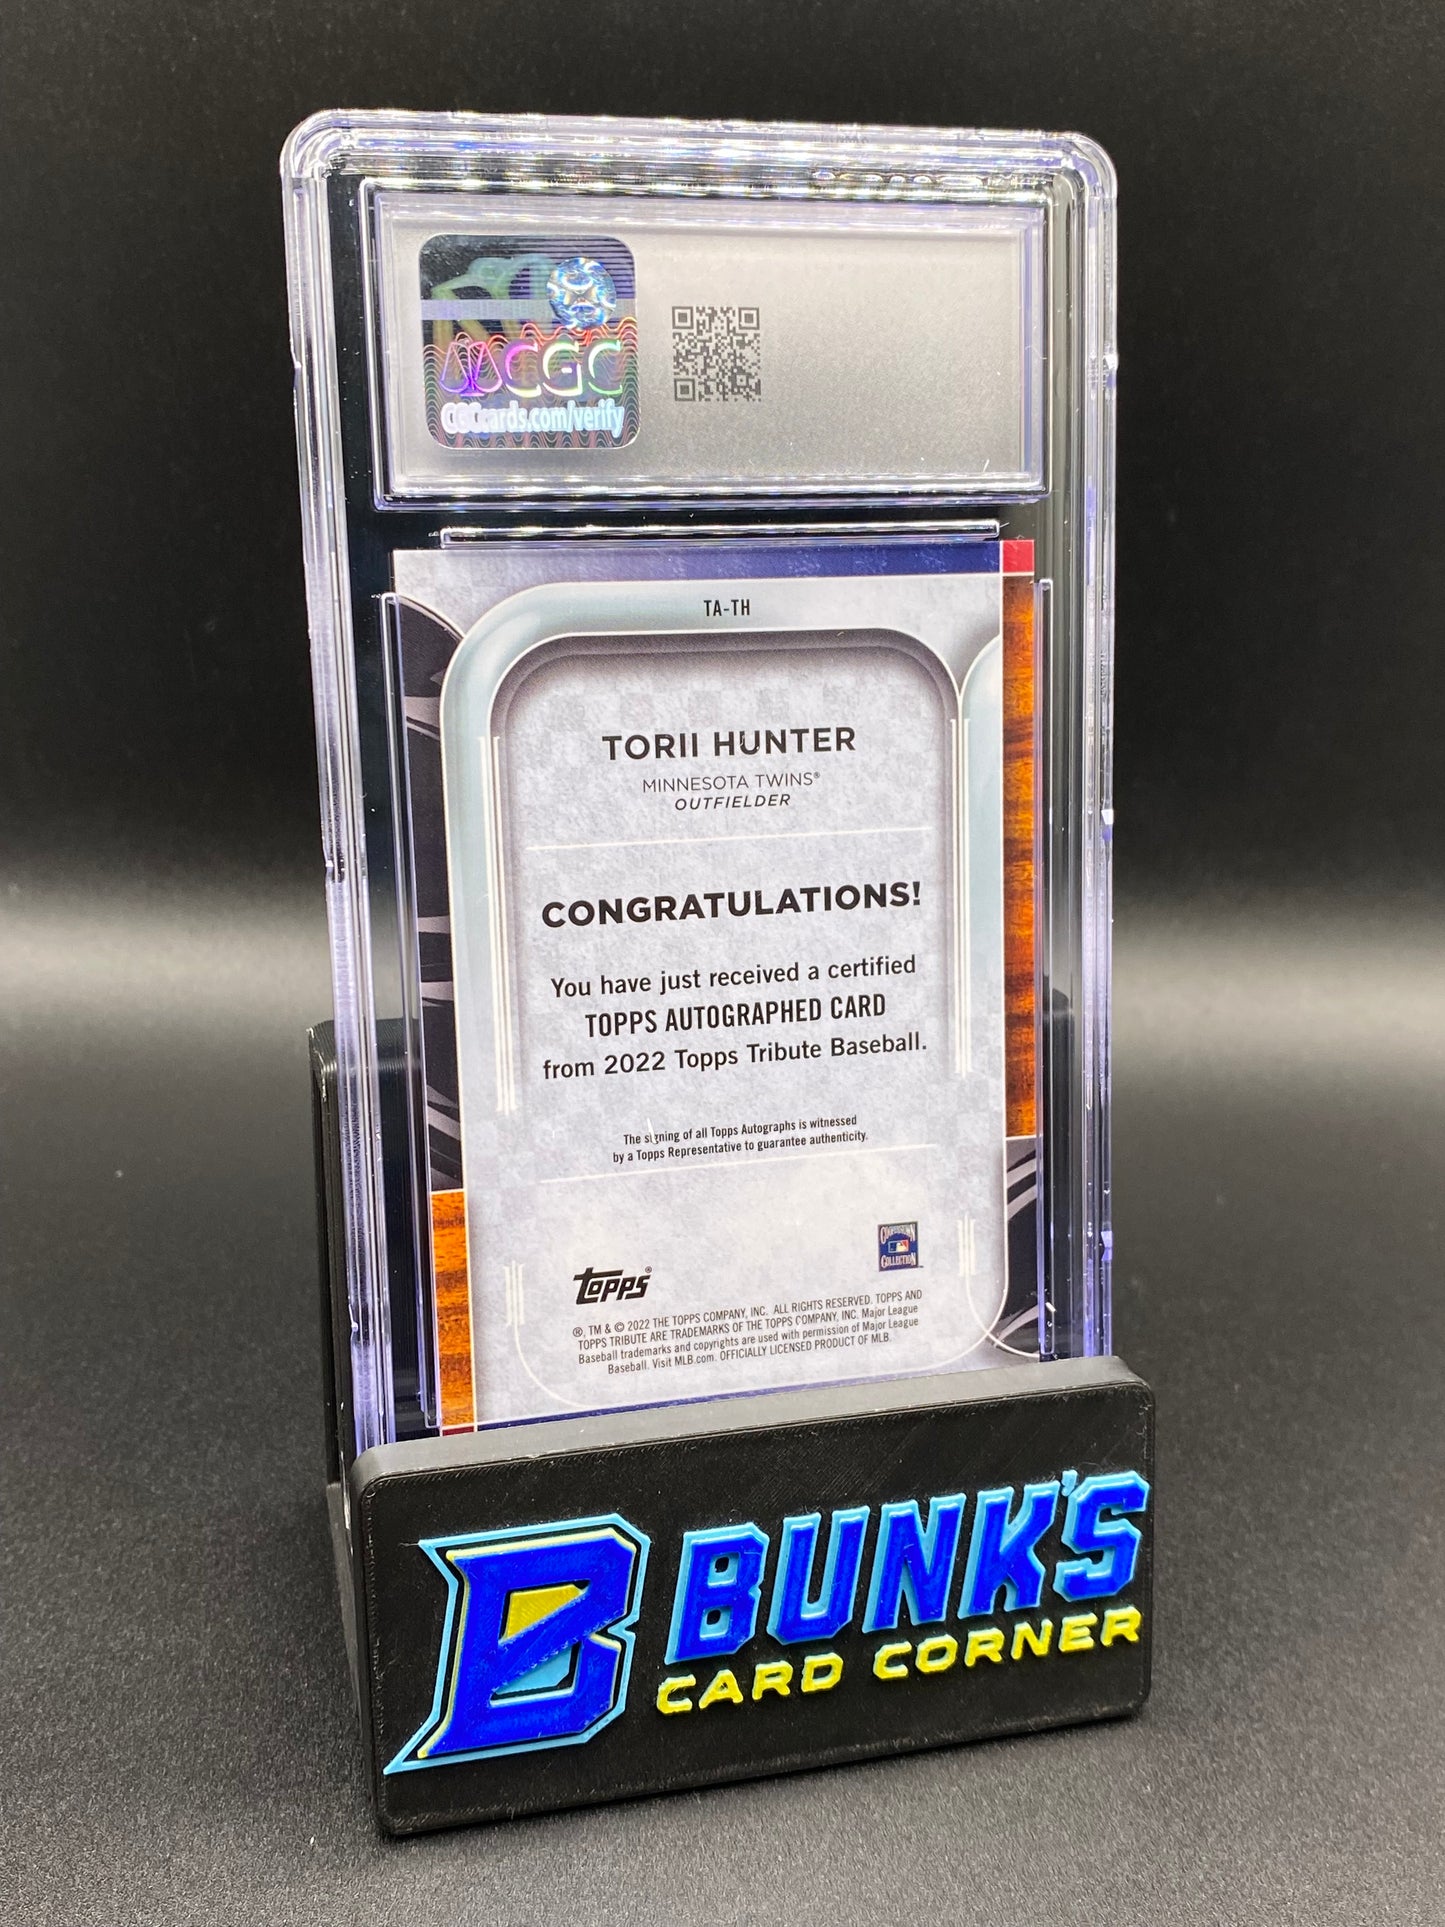 CGC
CGCcards.com/verify
TA-TH
TORII HUNTER
MINNESOTA TWINS®
OUTFIELDER
CONGRATULATIONS!
You have just received a certified
TOPPS AUTOGRAPHED CARD
from 2022 Topps Tribute Baseball.
The signing of all Topps Autographs is witnessed
by a Topps Representative to guarantee authenticity.
COOPERSTOWN
COLLECTION
topps®
®, TM & © 2022 THE TOPPS COMPANY, INC. ALL RIGHTS RESERVED. TOPPS AND
TOPPS TRIBUTE ARE TRADEMARKS OF THE TOPPS COMPANY, INC. Major League
Baseball trademarks and copyrights are used with permission of Major League
Baseball. Visit MLB.com. OFFICIALLY LICENSED PRODUCT OF MLB.
B BUNK'S
CARD CORNER